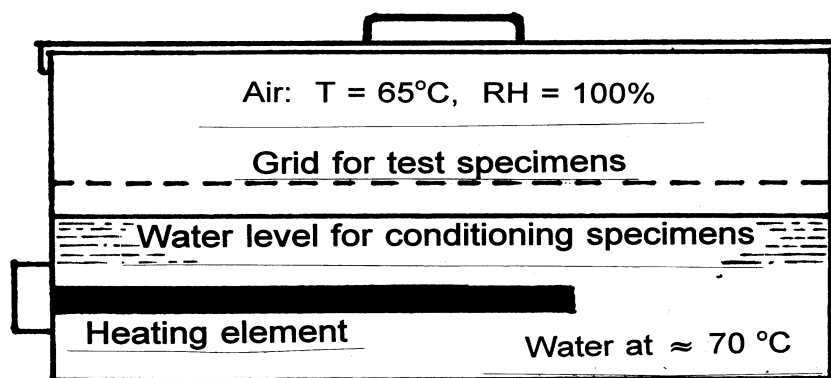 Air: T = 65°C, RH = 100%
Grid for test specimens
Water level for conditioning specimens
Heating element
Water at ≈ 70 °C